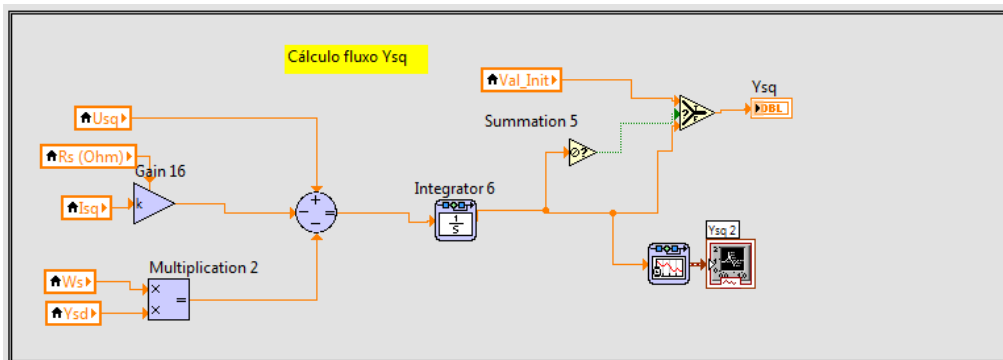 Cálculo fluxo Ysq
Val_Init
Ysq
DBL
Usq
Summation 5
Rs (Ohm)
Gain 16
k
Isq
Integrator 6
1
S
Ysq 2
Multiplication 2
Ws
Ysd